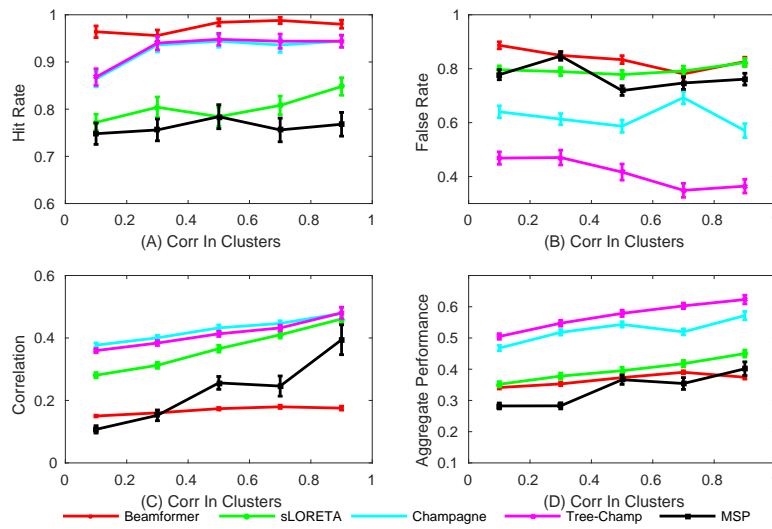 1
0.9
0.8
0.7
0.6
Hit Rate
0 0.2 0.4 0.6 0.8 1
(A) Corr In Clusters
1
0.8
0.6
0.4
False Rate
0 0.2 0.4 0.6 0.8 1
(B) Corr In Clusters
0.6
0.4
0.2
0
Correlation
0 0.2 0.4 0.6 0.8 1
(C) Corr In Clusters
0.6
0.5
0.4
0.3
0.2
0.1
Aggregate Performance
0 0.2 0.4 0.6 0.8 1
(D) Corr In Clusters
Beamformer sLORETA Champagne Tree-Champ MSP